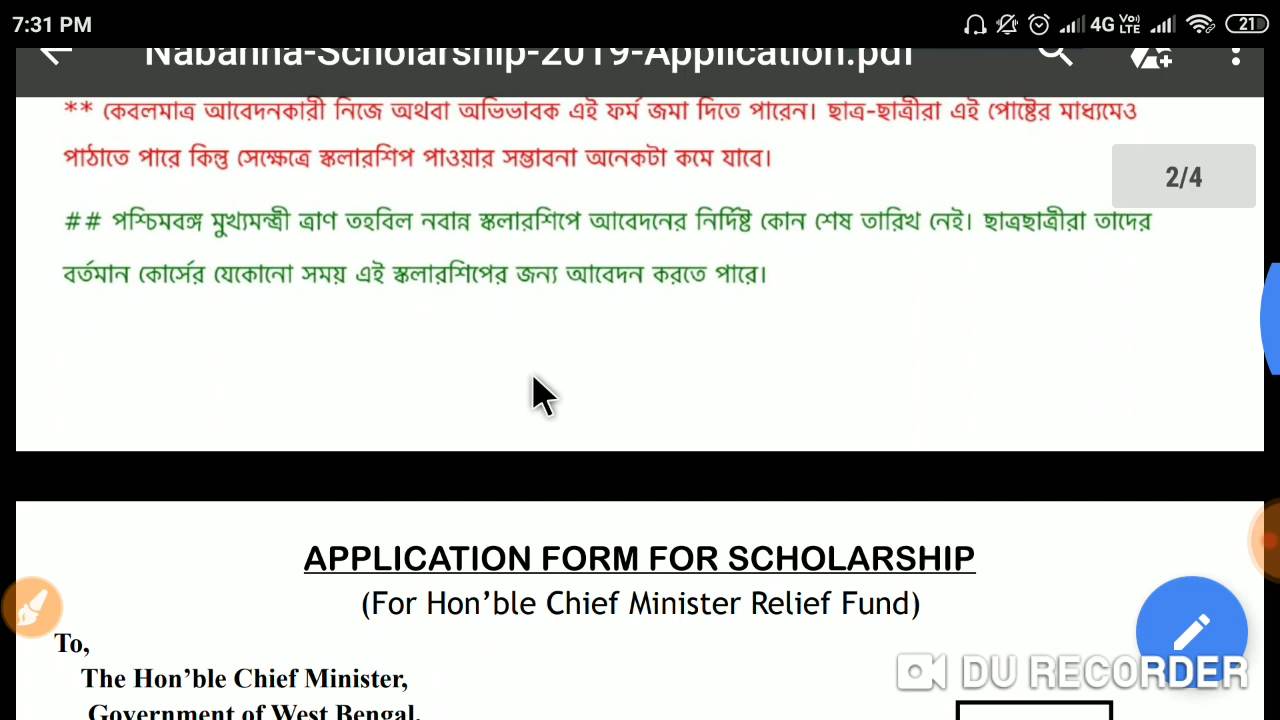 7:31 PM
4G Vo) LTE
21
Nabanna-Scholarship-2019-Application.pdf
** কেবলমাত্র আবেদনকারী নিজে অথবা অভিভাবক এই ফর্ম জমা দিতে পারেন। ছাত্র-ছাত্রীরা এই পোষ্টের মাধ্যমেও
পাঠাতে পারে কিন্তু সেক্ষেত্রে স্কলারশিপ পাওয়ার সম্ভাবনা অনেকটা কমে যাবে।
2/4
## পশ্চিমবঙ্গ মুখ্যমন্ত্রী ত্রাণ তহবিল নবান্ন স্কলারশিপে আবেদনের নির্দিষ্ট কোন শেষ তারিখ নেই। ছাত্রছাত্রীরা তাদের
বর্তমান কোর্সের যেকোনো সময় এই স্কলারশিপের জন্য আবেদন করতে পারে।
APPLICATION FORM FOR SCHOLARSHIP
(For Hon’ble Chief Minister Relief Fund)
To,
The Hon’ble Chief Minister,
Government of West Bengal,
DU RECORDER